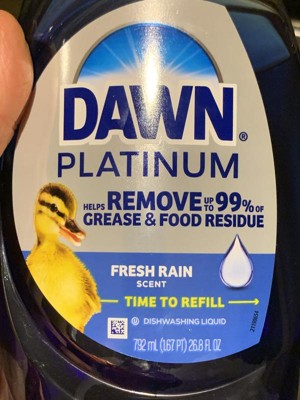 DAWN®
PLATINUM
HELPS REMOVE UP TO 99% OF
GREASE & FOOD RESIDUE
FRESH RAIN
SCENT
TIME TO REFILL
DISHWASHING LIQUID
792 mL (1.67 PT) 26.8 FL OZ